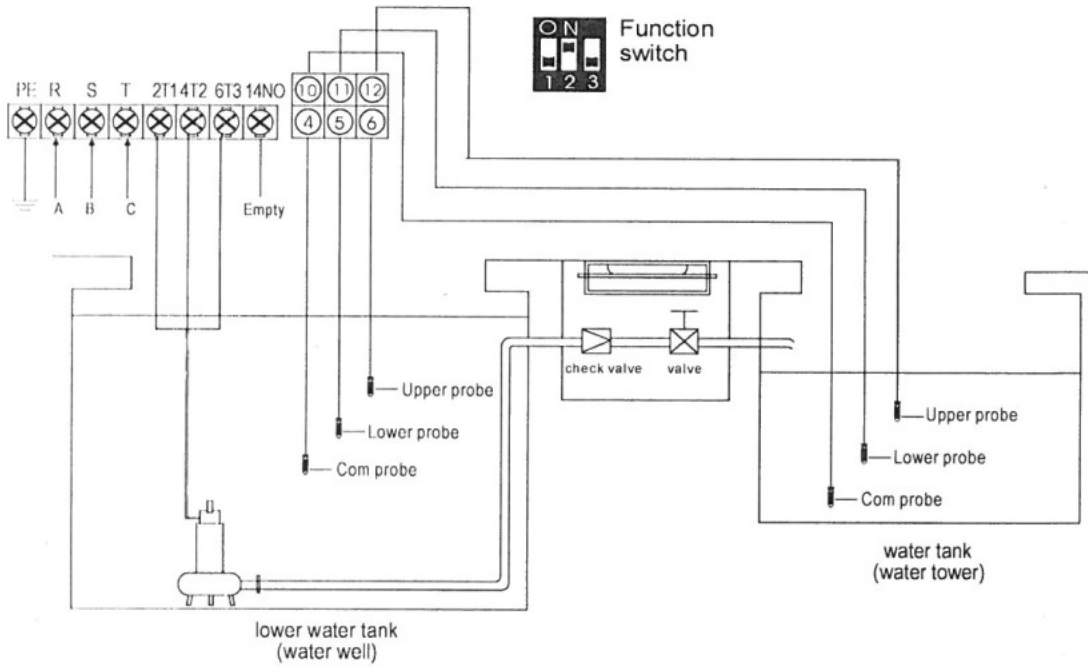 ON
1 2 3
Function
switch
PE R S T 2T1 4T2 6T3 14NO
10 11 12
4 5 6
A B C
Empty
check valve
valve
Upper probe
Lower probe
Com probe
Upper probe
Lower probe
Com probe
water tank
(water tower)
lower water tank
(water well)